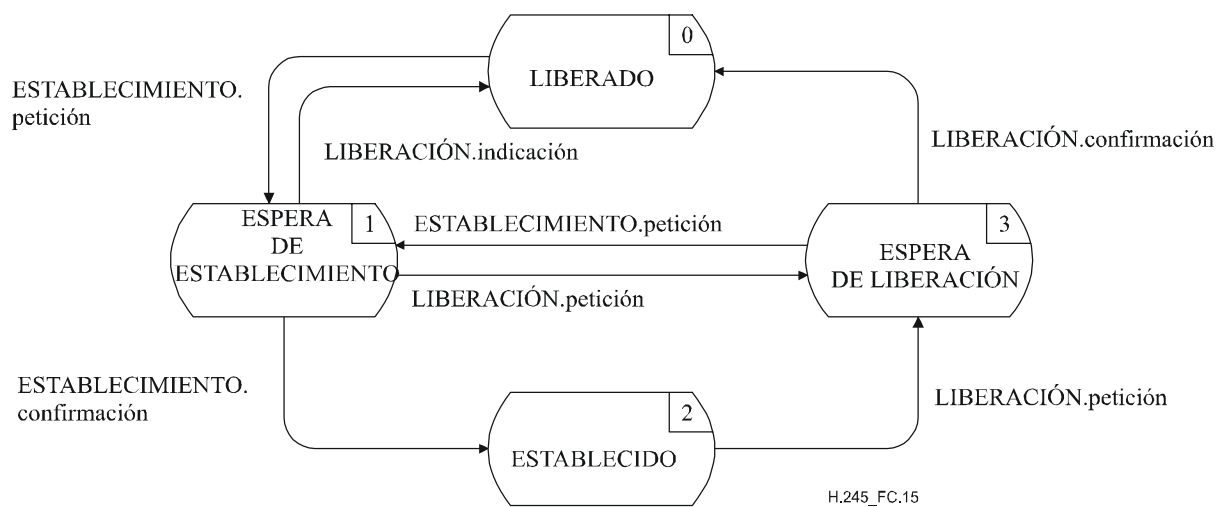 0
LIBERADO
ESTABLECIMIENTO.
petición
LIBERACIÓN.indicación
LIBERACIÓN.confirmación
ESPERA
DE
ESTABLECIMIENTO
1
ESTABLECIMIENTO.petición
LIBERACIÓN.petición
3
ESPERA
DE LIBERACIÓN
ESTABLECIMIENTO.
confirmación
2
ESTABLECIDO
LIBERACIÓN.petición
H.245_FC.15